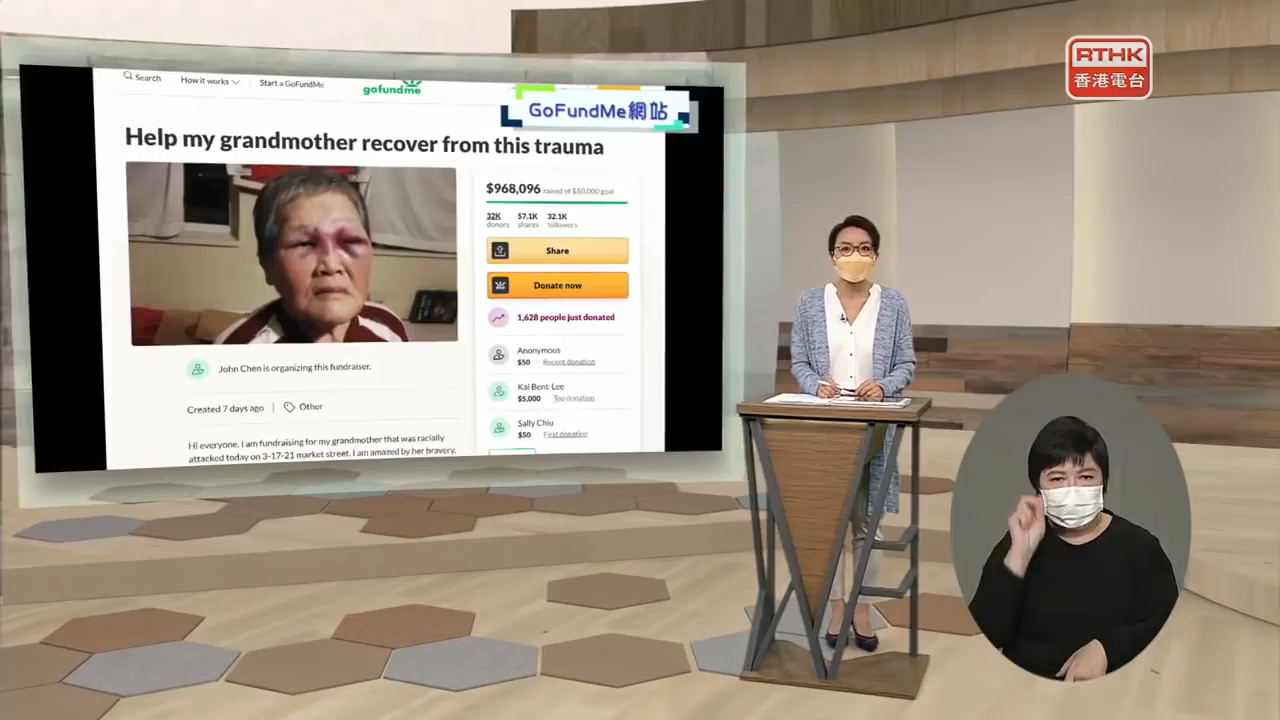 RTHK
香港電台
Search
How it works
Start a GoFundMe
gofundme
GoFundMe網站
Help my grandmother recover from this trauma
$968,096 raised of $50,000 goal
32K
donors
57.1K
shares
32.1K
followers
Share
Donate now
1,628 people just donated
Anonymous
$50 · Recent donation
Kai Bent-Lee
$5,000 · Top donation
Sally Chiu
$50 · First donation
John Chen is organizing this fundraiser.
Created 7 days ago | Other
Hi everyone, I am fundraising for my grandmother that was racially
attacked today on 3-17-21 market street. I am amazed by her bravery,